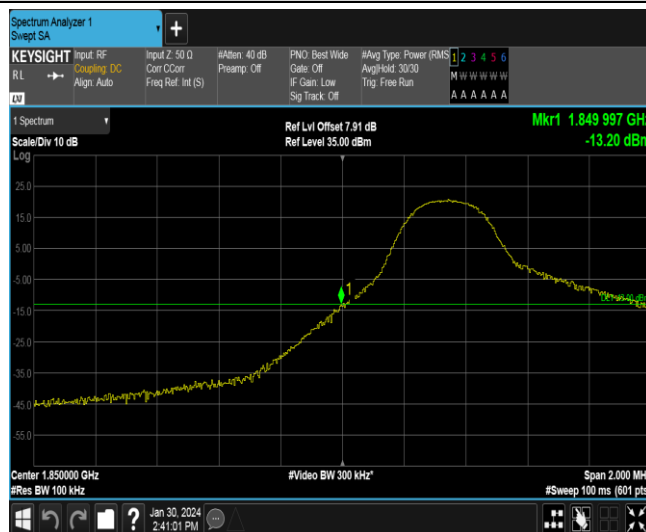 Spectrum Analyzer 1
Swept SA
+
KEYSIGHT
RL
LXI
Input: RF
Coupling: DC
Align: Auto
Input Z: 50 Ω
Corr CCorr
Freq Ref: Int (S)
#Atten: 40 dB
Preamp: Off
PNO: Best Wide
Gate: Off
IF Gain: Low
Sig Track: Off
#Avg Type: Power (RMS
Avg|Hold: 30/30
Trig: Free Run
1 2 3 4 5 6
M W W W W W
A A A A A A
1 Spectrum
Scale/Div 10 dB
Log
Ref Lvl Offset 7.91 dB
Ref Level 35.00 dBm
Mkr1 1.849 997 GHz
-13.20 dBm
25.0
15.0
5.00
-5.00
-15.0
-25.0
-35.0
-45.0
-55.0
1
Center 1.850000 GHz
#Res BW 100 kHz
#Video BW 300 kHz*
Span 2.000 MH
#Sweep 100 ms (601 pts
?
Jan 30, 2024
2:41:01 PM